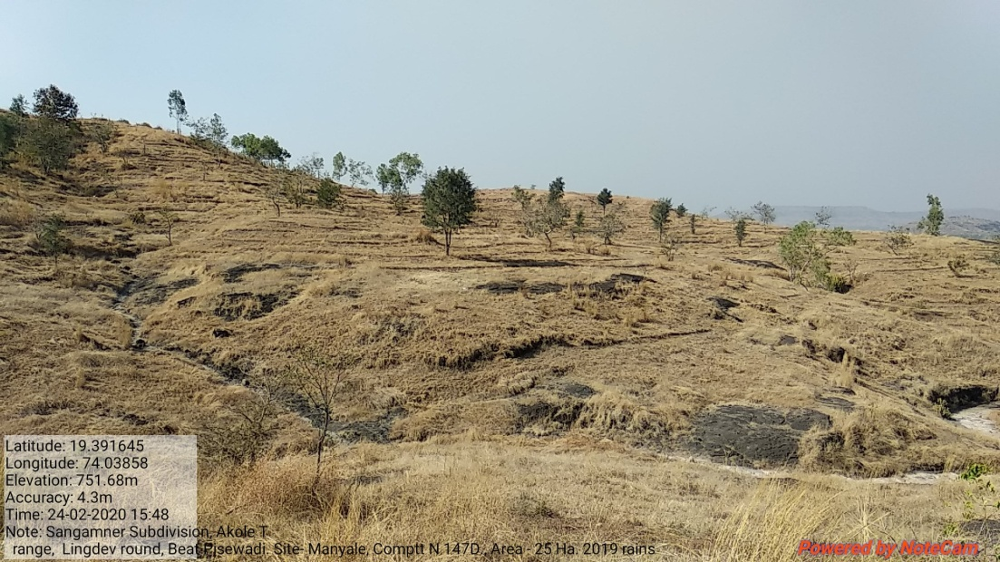 Latitude: 19.391645
Longitude: 74.03858
Elevation: 751.68m
Accuracy: 4.3m
Time: 24-02-2020 15:48
Note: Sangamner Subdivision, Akole T
range, Lingdev round, Beat Pisewadi, Site- Manyale, Comptt N 147D, Area - 25 Ha. 2019 rains
Powered by NoteCam